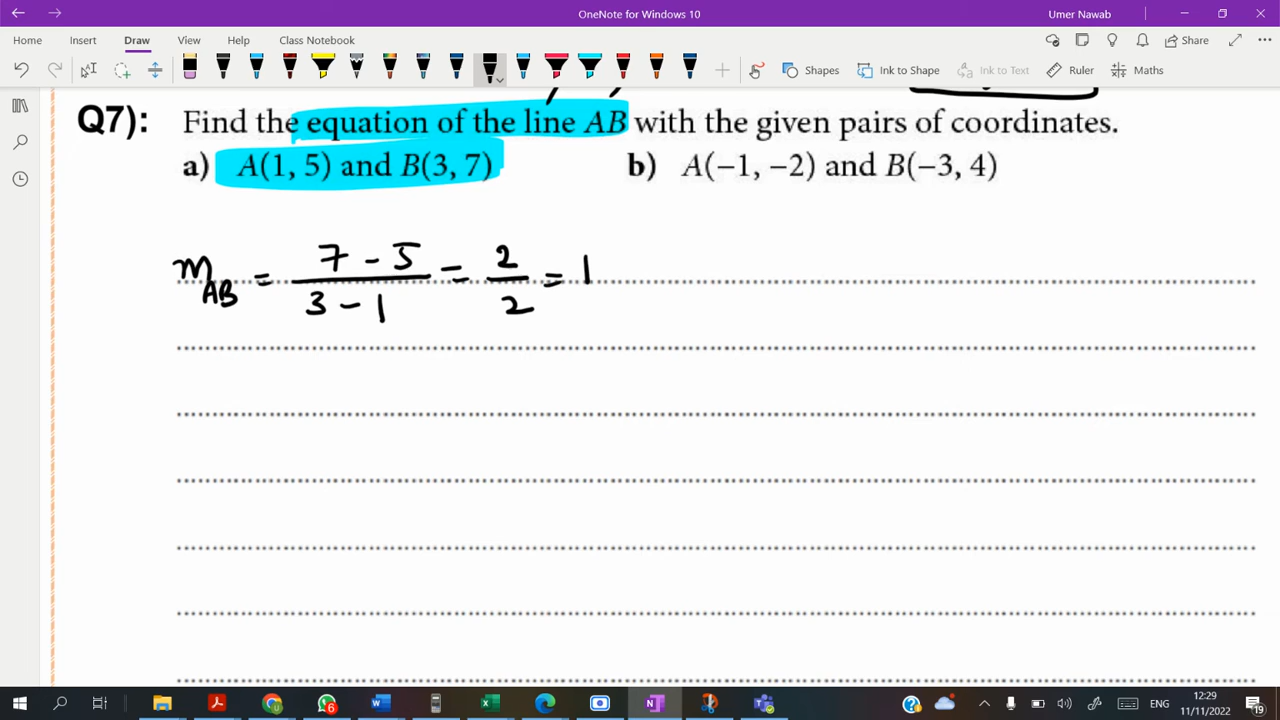 OneNote for Windows 10
Umer Nawab
Home Insert Draw View Help Class Notebook
Share
Shapes Ink to Shape Ink to Text Ruler Maths
Q7): Find the equation of the line AB with the given pairs of coordinates.
a) A(1, 5) and B(3, 7) b) A(−1, −2) and B(−3, 4)
m_AB = (7 - 5)/(3 - 1) = 2/2 = 1
6
ENG
12:29
11/11/2022
19